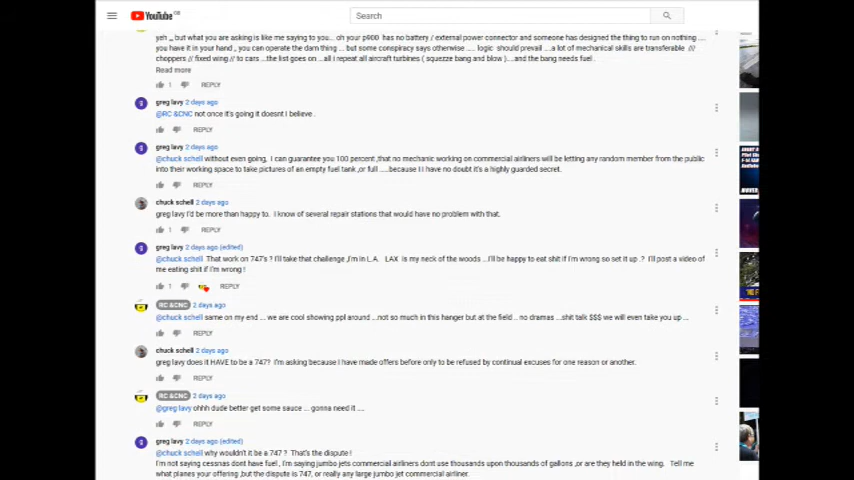 YouTube GB
Search
yeh ,, but what you are asking is like me saying to you... oh your p900 has no battery / external power connector and someone has designed the thing to run on nothing ....
you have it in your hand , you can operate the dam thing ... but some conspiracy says otherwise ..... logic should prevail ....a lot of mechanical skills are transferable //
choppers // fixed wing // to cars ...the list goes on ...all i repeat all aircraft turbines ( squezze bang and blow )....and the bang needs fuel .
Read more
1 REPLY
greg lavy 2 days ago
@RC &CNC not once it's going it doesnt I believe .
REPLY
greg lavy 2 days ago
@chuck schell without even going, I can guarantee you 100 percent ,that no mechanic working on commercial airliners will be letting any random member from the public
into their working space to take pictures of an empty fuel tank ,or full .....because I I have no doubt it's a highly guarded secret.
REPLY
chuck schell 2 days ago
greg lavy I'd be more than happy to. I know of several repair stations that would have no problem with that.
1 REPLY
greg lavy 2 days ago (edited)
@chuck schell That work on 747's ? I'll take that challenge ,I'm in L.A. LAX is my neck of the woods ...I'll be happy to eat shit if I'm wrong so set it up .? I'll post a video of
me eating shit if I'm wrong !
1 REPLY
RC &CNC 2 days ago
@chuck schell same on my end ... we are cool showing ppl around ...not so much in this hanger but at the field .. no dramas ...shit talk $$$ we will even take you up ...
REPLY
chuck schell 2 days ago
greg lavy does it HAVE to be a 747? I'm asking because I have made offers before only to be refused by continual excuses for one reason or another.
REPLY
RC &CNC 2 days ago
@greg lavy ohhh dude better get some sauce ... gonna need it ....
REPLY
greg lavy 2 days ago (edited)
@chuck schell why wouldn't it be a 747 ? That's the dispute !
I'm not saying cessnas dont have fuel , I'm saying jumbo jets commercial airliners dont use thousands upon thousands of gallons ,or are they held in the wing. Tell me
what planes your offering ,but the dispute is 747, or really any large jumbo jet commercial airliner.